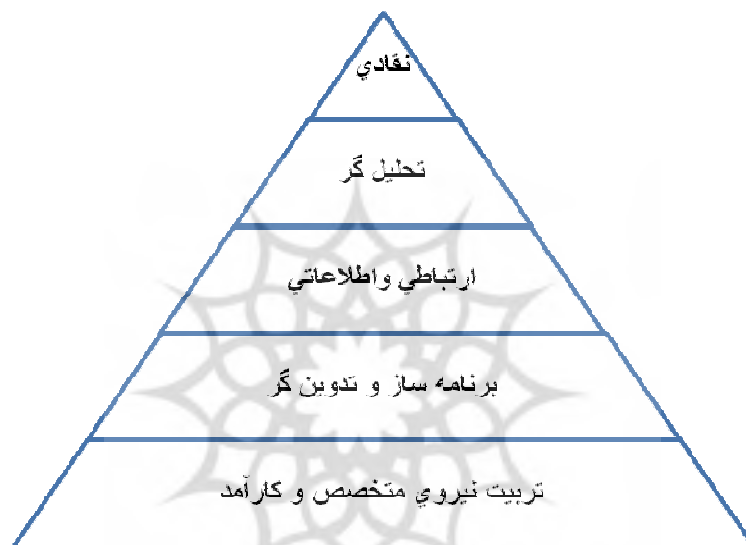 نقادي
تحليل گر
ارتباطي واطلاعاتي
برنامه ساز و تدوين گر
تربيت نيروي متخصص و كارآمد